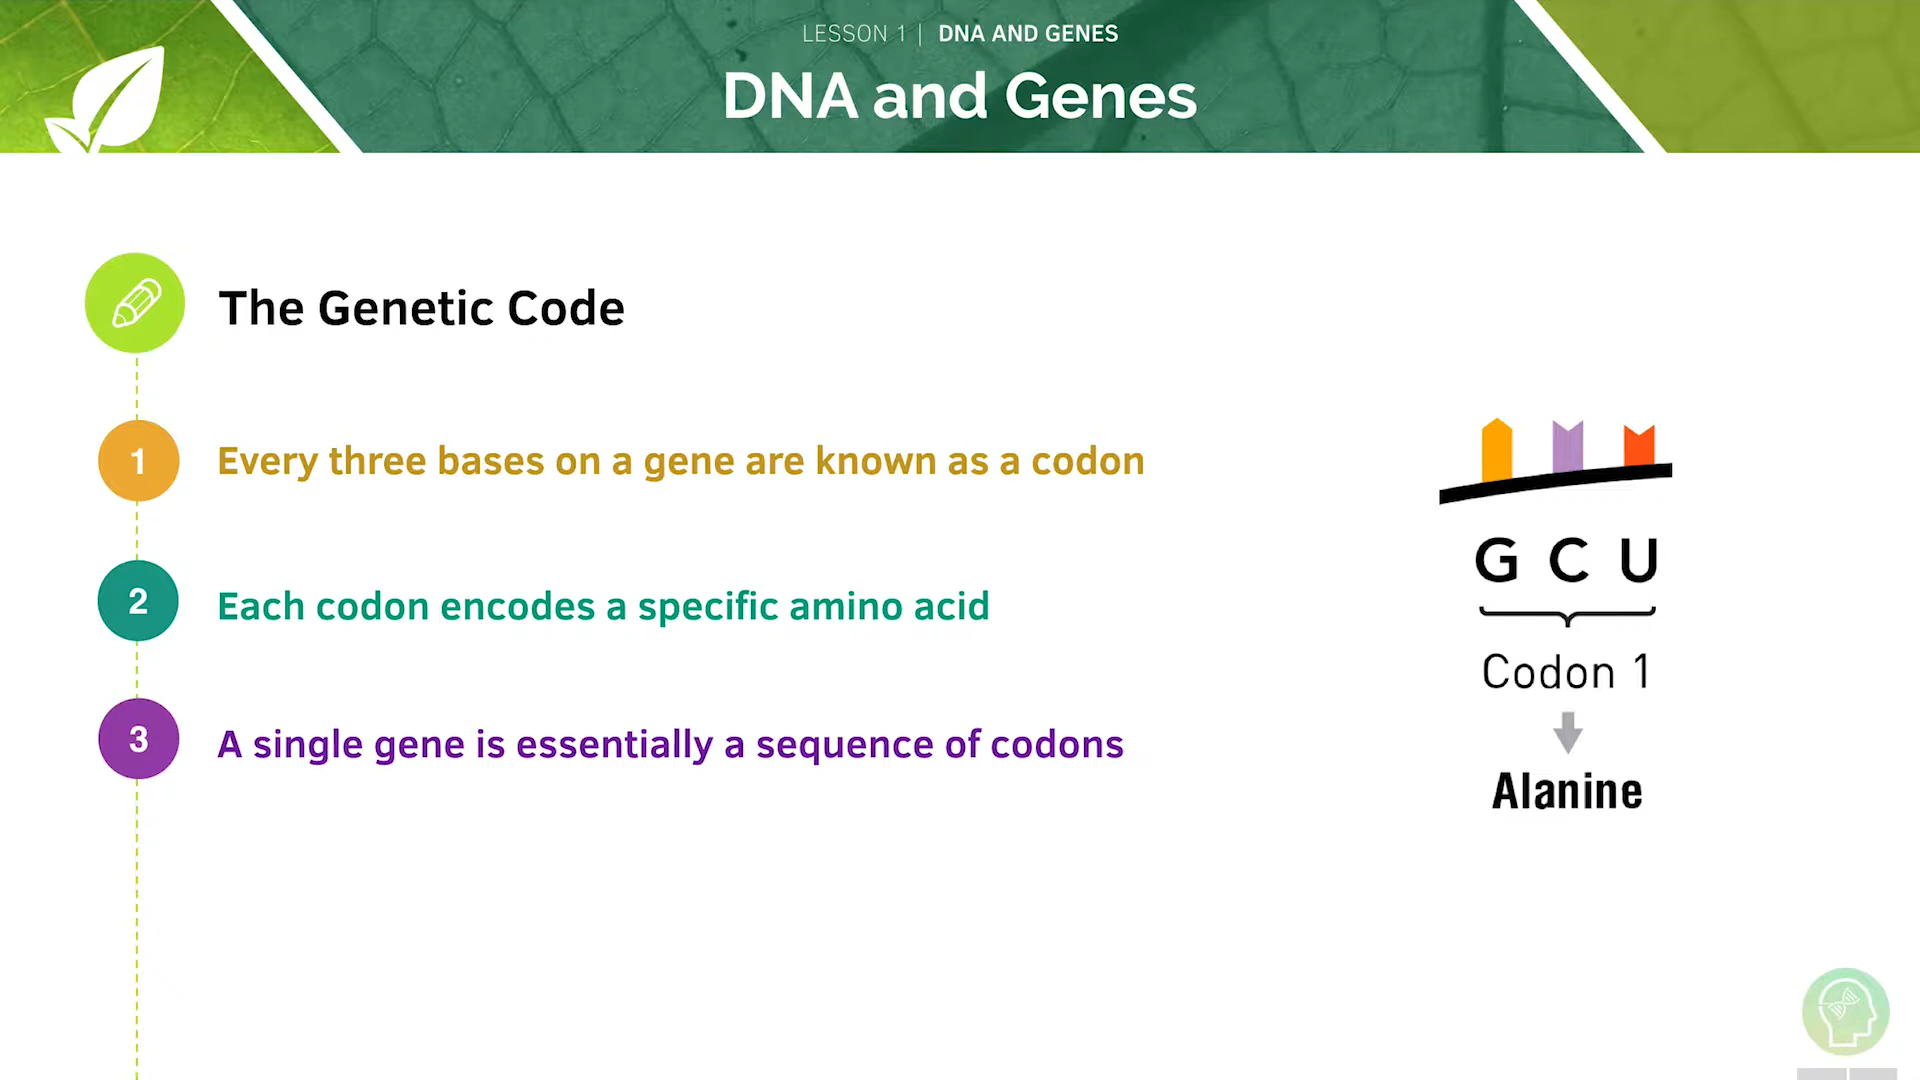 LESSON 1 | DNA AND GENES
DNA and Genes
The Genetic Code
1 Every three bases on a gene are known as a codon
2 Each codon encodes a specific amino acid
3 A single gene is essentially a sequence of codons
G C U
Codon 1
Alanine